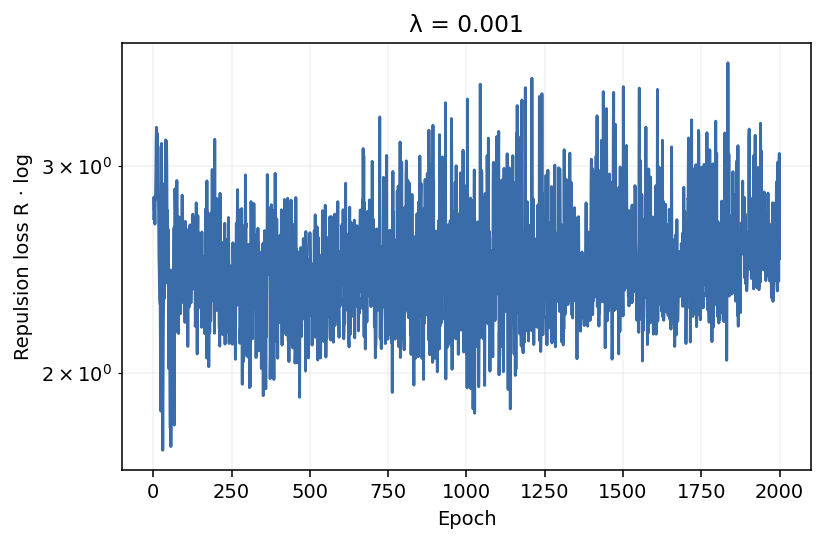 λ = 0.001
Repulsion loss R · log
3 × 10⁰
2 × 10⁰
0 250 500 750 1000 1250 1500 1750 2000
Epoch